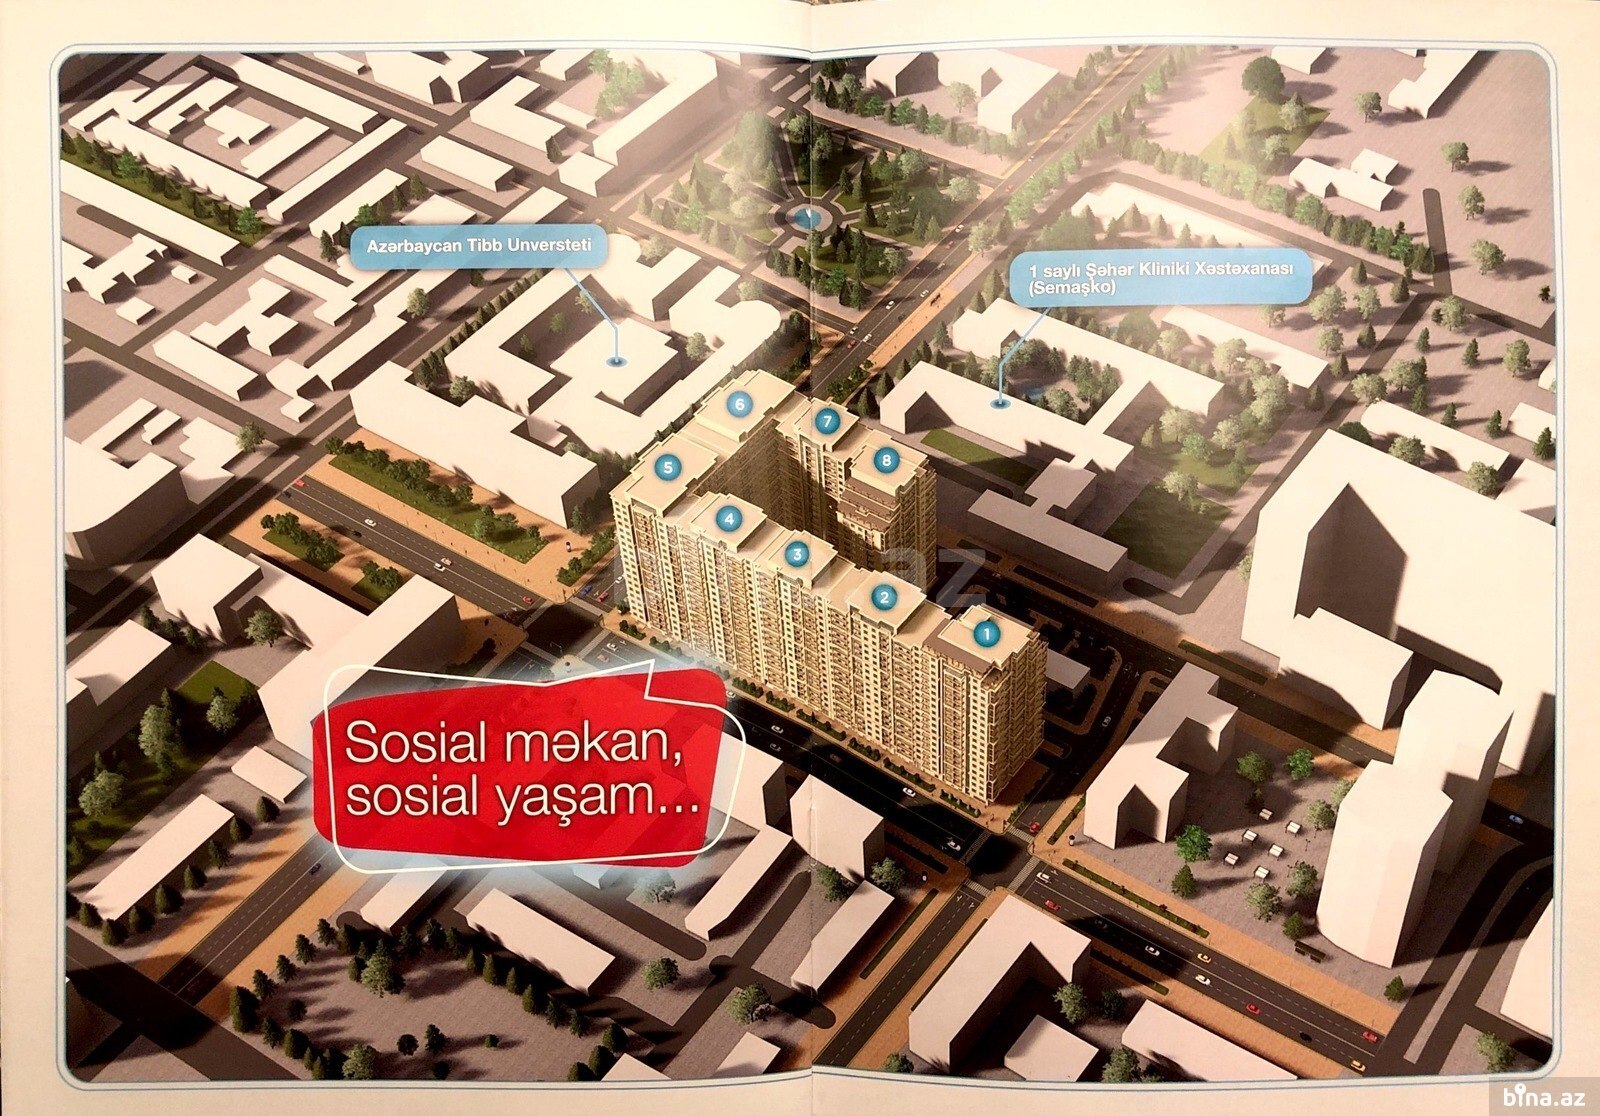 Azərbaycan Tibb Unversteti
1 saylı Şəhər Kliniki Xəstəxanası
(Semaşko)
6
7
5
8
4
3
2
1
Sosial məkan,
sosial yaşam...
bina.az